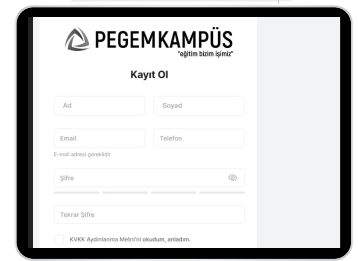 PEGEMKAMPÜS
"eğitim bizim işimiz"
Kayıt Ol
Ad
Soyad
Email
Telefon
E-mail adresi gereklidir
Şifre
Tekrar Şifre
KVKK Aydınlanma Metni'ni okudum, anladım.